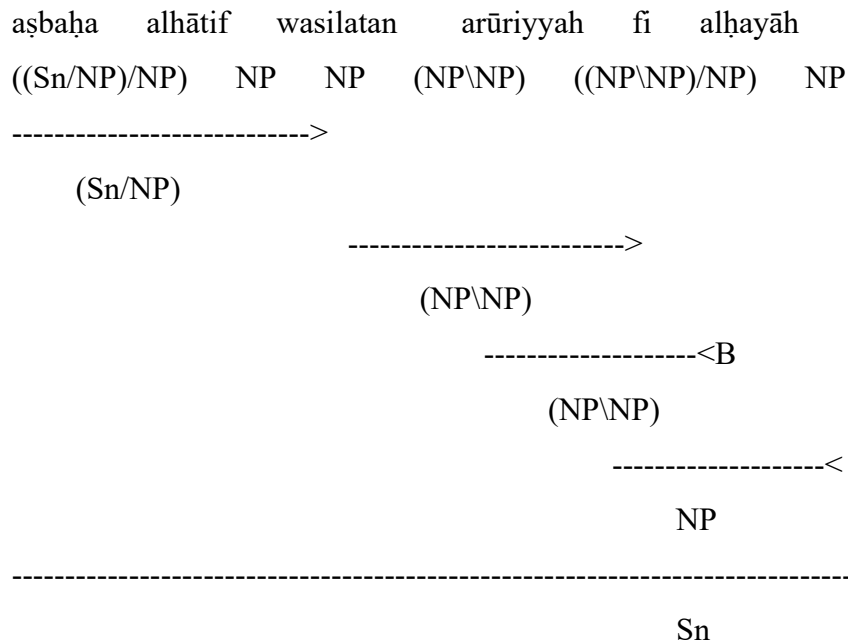 aṣbaḥa alhātif wasilatan arūriyyah fi alḥayāh
((Sn/NP)/NP) NP NP (NP\NP) ((NP\NP)/NP) NP
---------------------------->
(Sn/NP)
-------------------------->
(NP\NP)
--------------------<B
(NP\NP)
--------------------<
NP
--------------------------------------------------------------------------------
Sn